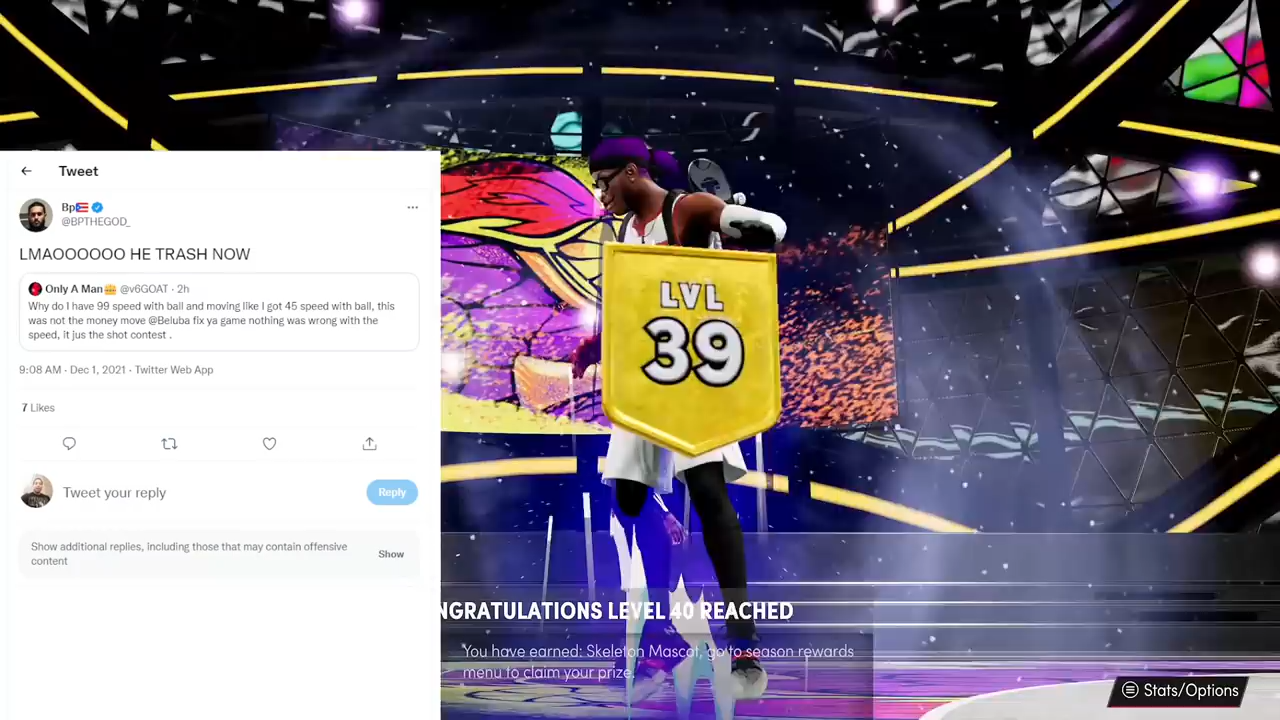 Tweet
Bp
@BPTHEGOD_
LMAOOOOOO HE TRASH NOW
Only A Man @v6GOAT · 2h
Why do I have 99 speed with ball and moving like I got 45 speed with ball, this
was not the money move @Beluba fix ya game nothing was wrong with the
speed, it jus the shot contest .
9:08 AM · Dec 1, 2021 · Twitter Web App
7 Likes
Tweet your reply
Reply
Show additional replies, including those that may contain offensive
content
Show
LVL
39
NGRATULATIONS LEVEL 40 REACHED
You have earned: Skeleton Mascot, go to season rewards
menu to claim your prize.
Stats/Options